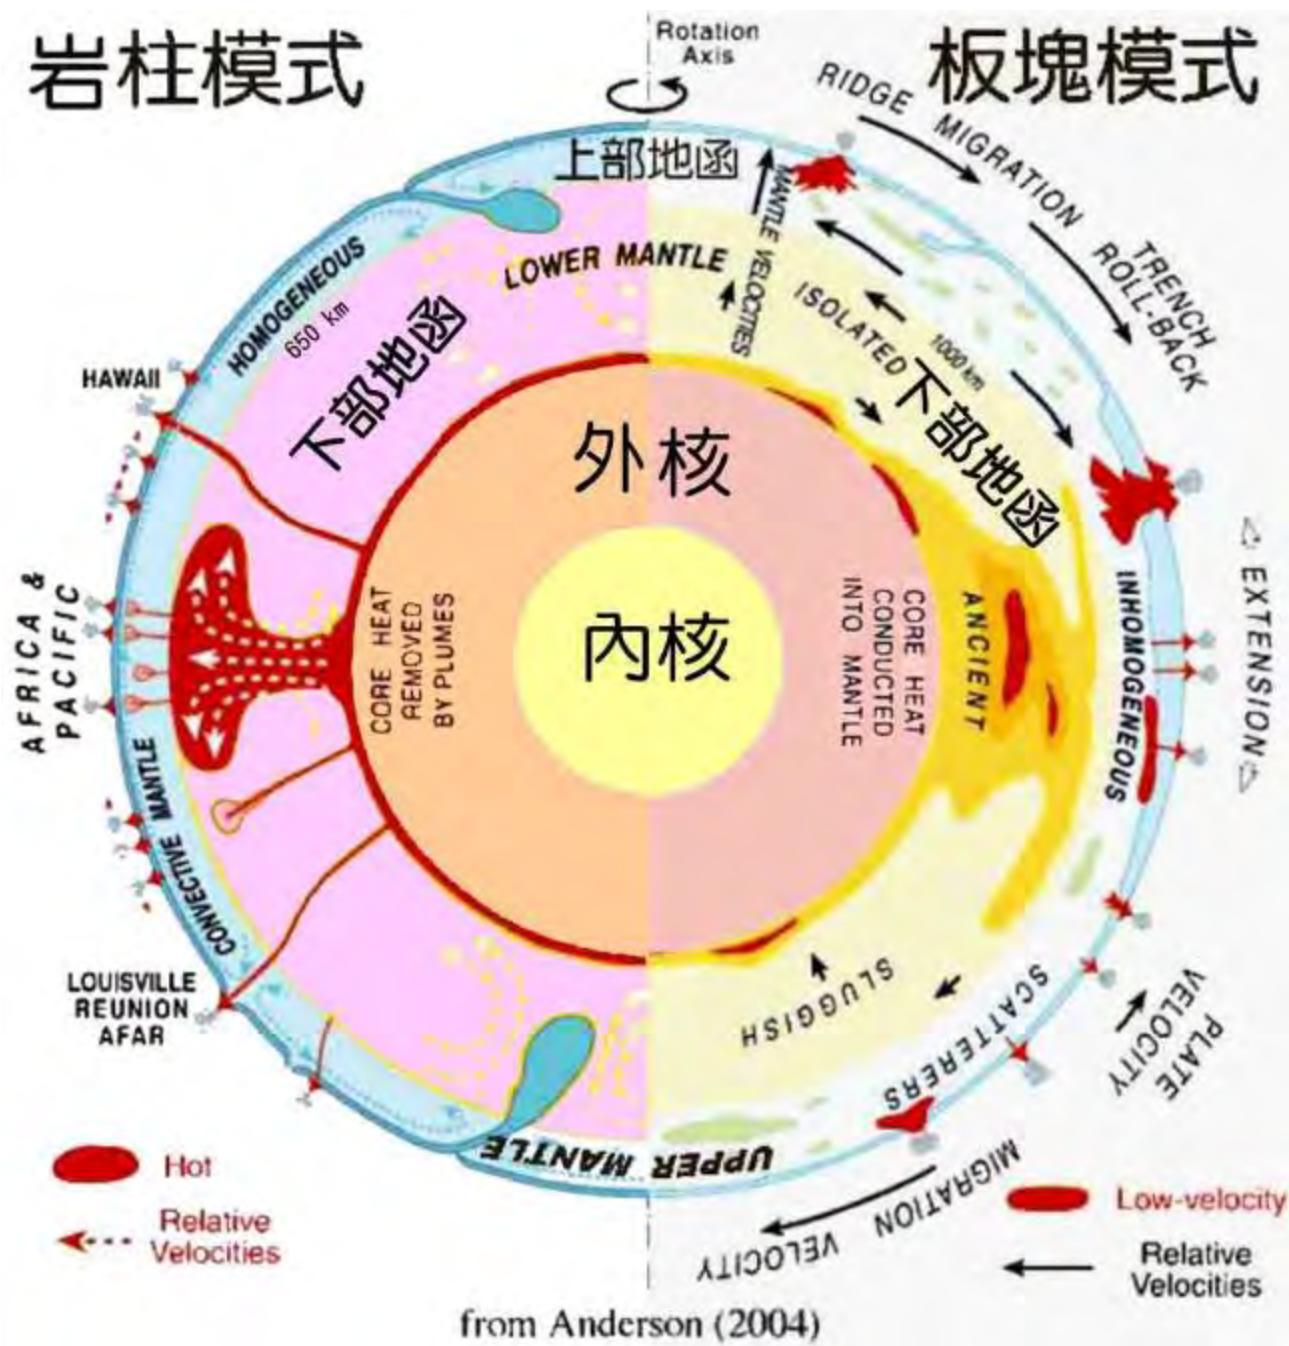 岩柱模式
Rotation
Axis
板塊模式
RIDGE MIGRATION
TRENCH
ROLL-BACK
上部地函
MANTLE VELOCITIES
LOWER MANTLE
HOMOGENEOUS
650 km
下部地函
ISOLATED
1000 km
下部地函
HAWAII
外核
內核
AFRICA &
PACIFIC
CORE HEAT
REMOVED
BY PLUMES
CORE HEAT
CONDUCTED
INTO MANTLE
ANCIENT
INHOMOGENEOUS
EXTENSION
CONVECTIVE MANTLE
LOUISVILLE
REUNION
AFAR
SLUGGISH
SCATTERERS
PLATE
VELOCITY
UPPER MANTLE
MIGRATION VELOCITY
Hot
Relative
Velocities
Low-velocity
Relative
Velocities
from Anderson (2004)